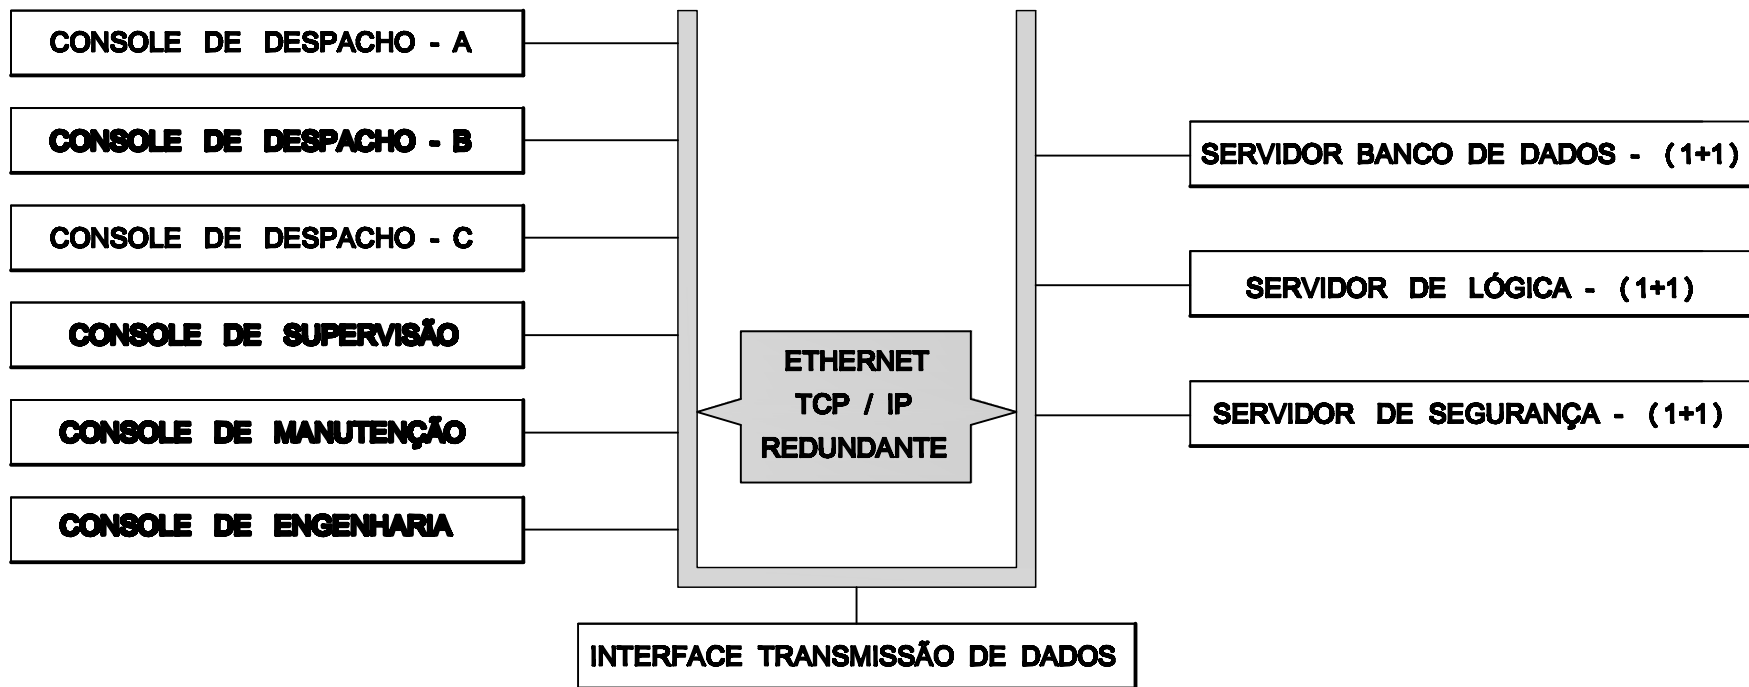 CONSOLE DE DESPACHO - A
CONSOLE DE DESPACHO - B
CONSOLE DE DESPACHO - C
CONSOLE DE SUPERVISÃO
CONSOLE DE MANUTENÇÃO
CONSOLE DE ENGENHARIA
ETHERNET
TCP / IP
REDUNDANTE
SERVIDOR BANCO DE DADOS - (1+1)
SERVIDOR DE LÓGICA - (1+1)
SERVIDOR DE SEGURANÇA - (1+1)
INTERFACE TRANSMISSÃO DE DADOS